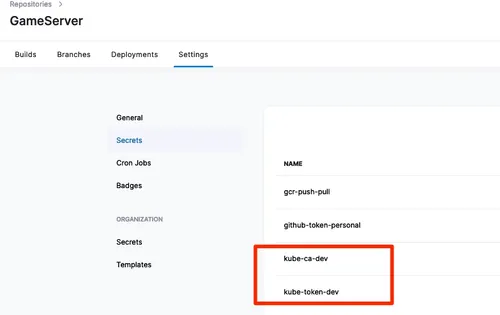 Repositories >
GameServer
Builds Branches Deployments Settings
General
Secrets
Cron Jobs
Badges
ORGANIZATION
Secrets
Templates
NAME
gcr-push-pull
github-token-personal
kube-ca-dev
kube-token-dev